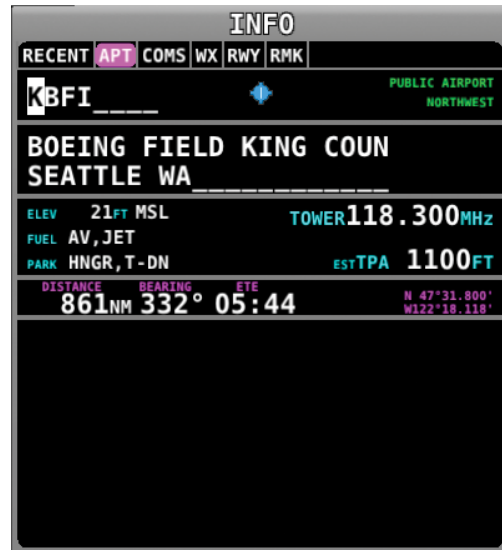 INFO
RECENT APT COMS WX RWY RMK
KBFI____
PUBLIC AIRPORT
NORTHWEST
BOEING FIELD KING COUN
SEATTLE WA____________
ELEV 21FT MSL
TOWER118.300MHz
FUEL AV,JET
PARK HNGR,T-DN
ESTTPA 1100FT
DISTANCE BEARING ETE
861NM 332° 05:44
N 47°31.800'
W122°18.118'